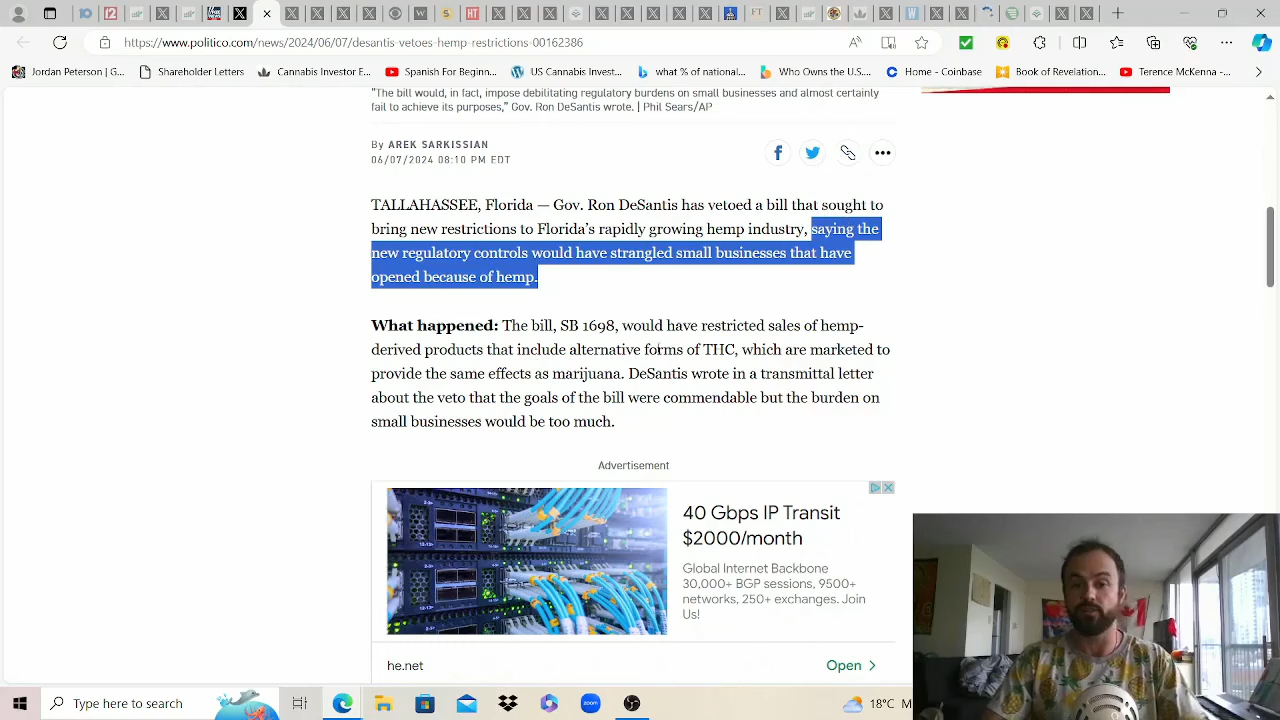 https://www.politico.com/news/2024/06/07/desantis-vetoes-hemp-restrictions-00162386
Jordan Peterson | G...
Shareholder Letters
Cannabis Investor E...
Spanish For Beginn...
US Cannabis Invest...
what % of national...
Who Owns the U.S...
Home - Coinbase
Book of Revelation...
Terence McKenna -...
"The bill would, in fact, impose debilitating regulatory burdens on small businesses and almost certainly
fail to achieve its purposes," Gov. Ron DeSantis wrote. | Phil Sears/AP
By AREK SARKISSIAN
06/07/2024 08:10 PM EDT
TALLAHASSEE, Florida — Gov. Ron DeSantis has vetoed a bill that sought to
bring new restrictions to Florida's rapidly growing hemp industry, saying the
new regulatory controls would have strangled small businesses that have
opened because of hemp.
What happened: The bill, SB 1698, would have restricted sales of hemp-
derived products that include alternative forms of THC, which are marketed to
provide the same effects as marijuana. DeSantis wrote in a transmittal letter
about the veto that the goals of the bill were commendable but the burden on
small businesses would be too much.
Advertisement
40 Gbps IP Transit
$2000/month
Global Internet Backbone
30,000+ BGP sessions, 9500+
networks, 250+ exchanges. Join
Us!
he.net
Open
Type here to search
zoom
18°C M